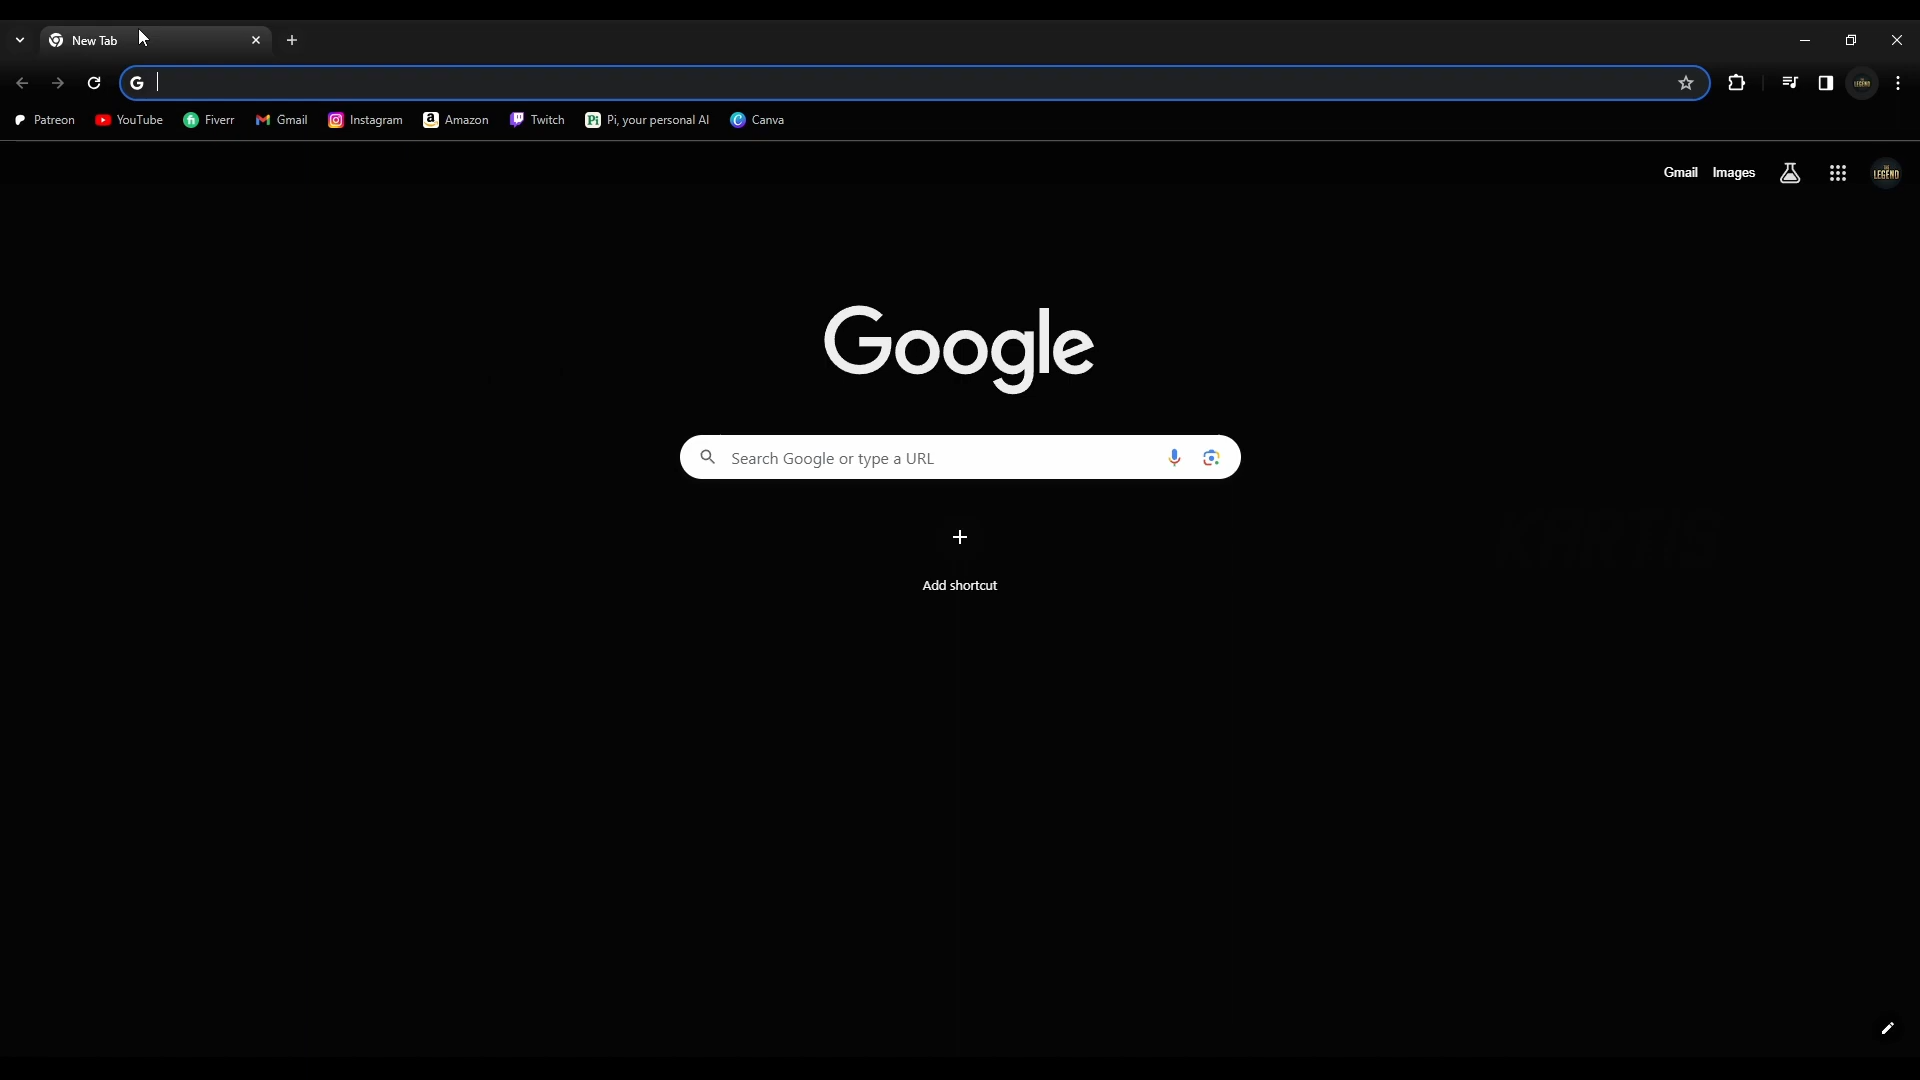 New Tab
Patreon YouTube Fiverr Gmail Instagram Amazon Twitch Pi, your personal AI Canva
Gmail Images
LEGEND
Google
Search Google or type a URL
Add shortcut